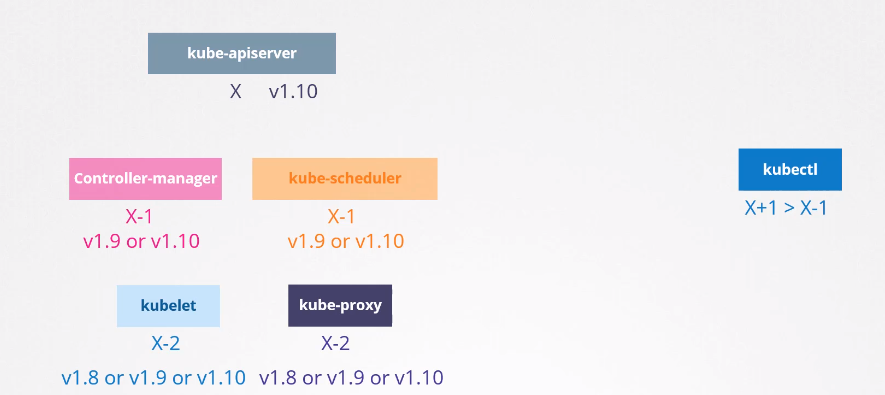 kube-apiserver
X v1.10
Controller-manager
kube-scheduler
kubectl
X-1
X-1
X+1 > X-1
v1.9 or v1.10
v1.9 or v1.10
kubelet
kube-proxy
X-2
X-2
v1.8 or v1.9 or v1.10
v1.8 or v1.9 or v1.10